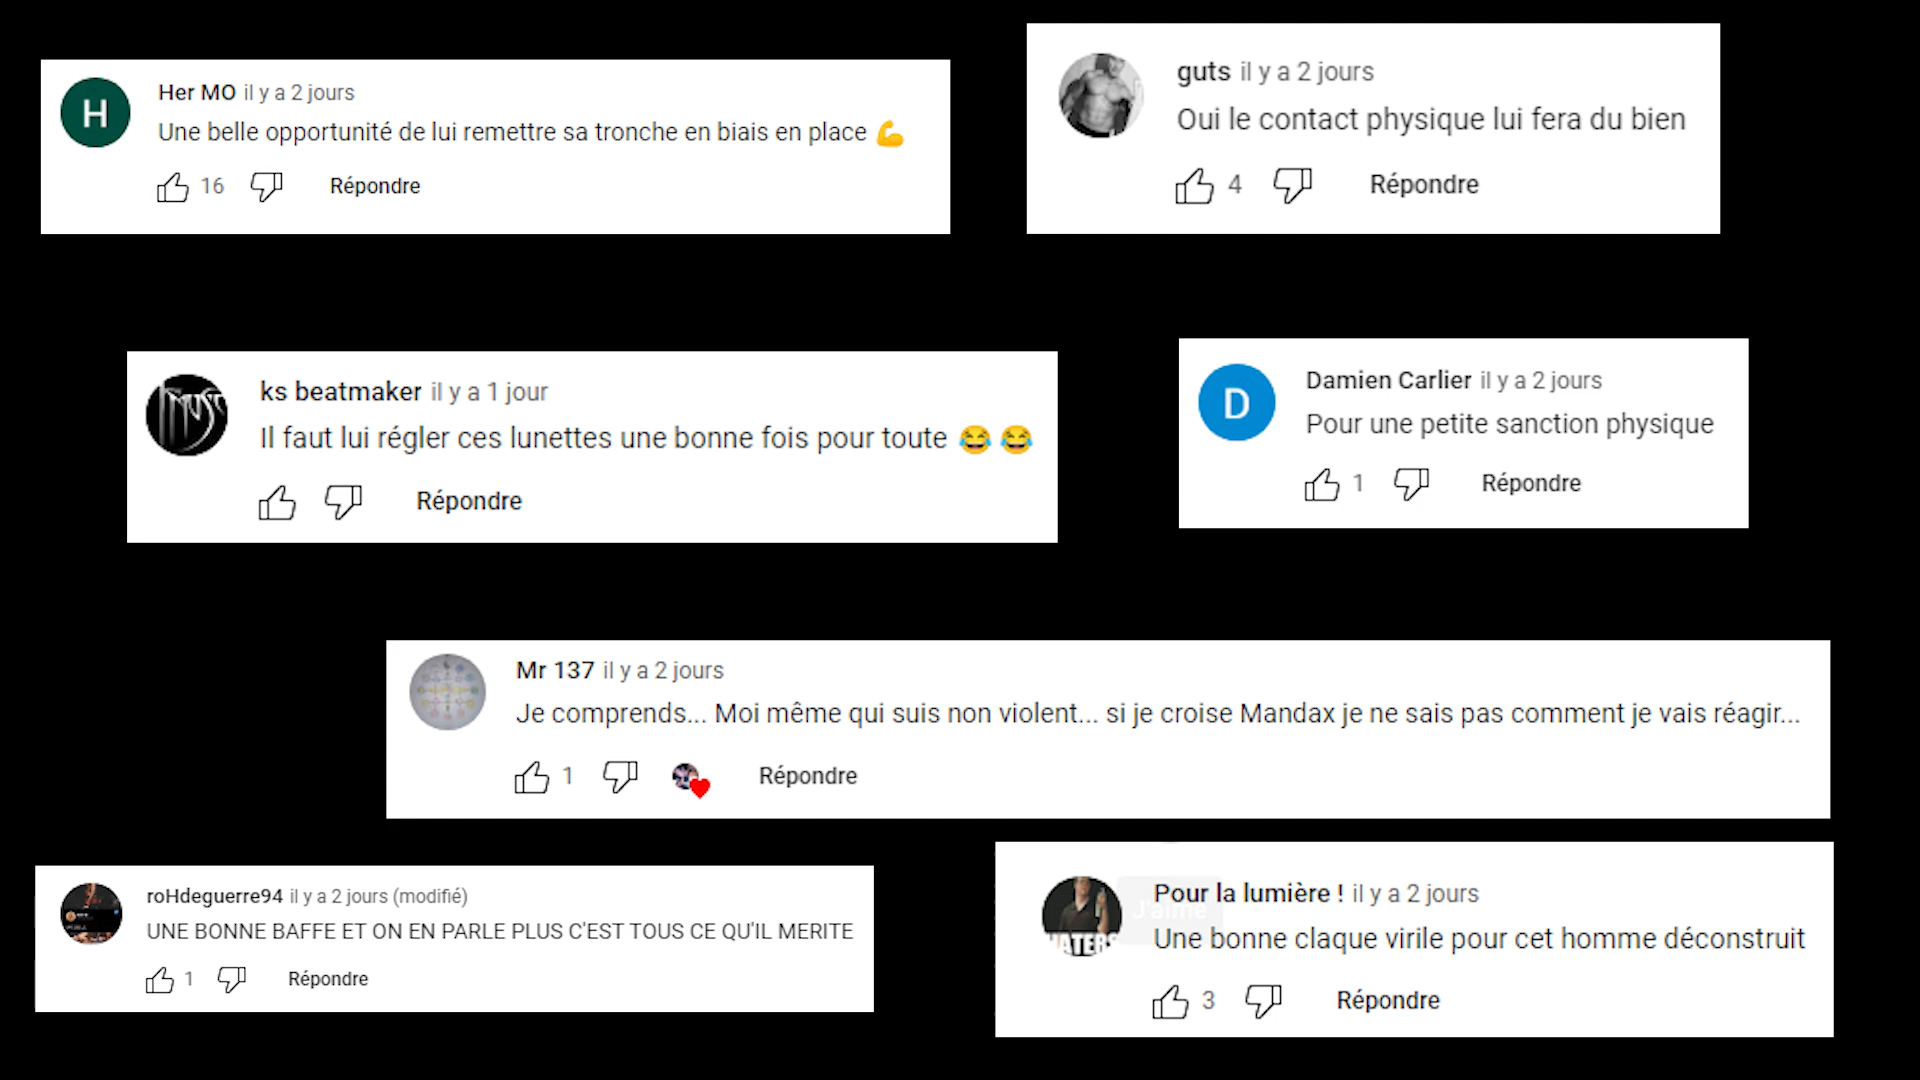 H
Her MO il y a 2 jours
Une belle opportunité de lui remettre sa tronche en biais en place 💪
16 Répondre
guts il y a 2 jours
Oui le contact physique lui fera du bien
4 Répondre
ks beatmaker il y a 1 jour
Il faut lui régler ces lunettes une bonne fois pour toute 😂 😂
Répondre
D
Damien Carlier il y a 2 jours
Pour une petite sanction physique
1 Répondre
Mr 137 il y a 2 jours
Je comprends... Moi même qui suis non violent... si je croise Mandax je ne sais pas comment je vais réagir...
1 Répondre
roHdeguerre94 il y a 2 jours (modifié)
UNE BONNE BAFFE ET ON EN PARLE PLUS C'EST TOUS CE QU'IL MERITE
1 Répondre
HATERS
Pour la lumière ! il y a 2 jours
J'aime
Une bonne claque virile pour cet homme déconstruit
3 Répondre